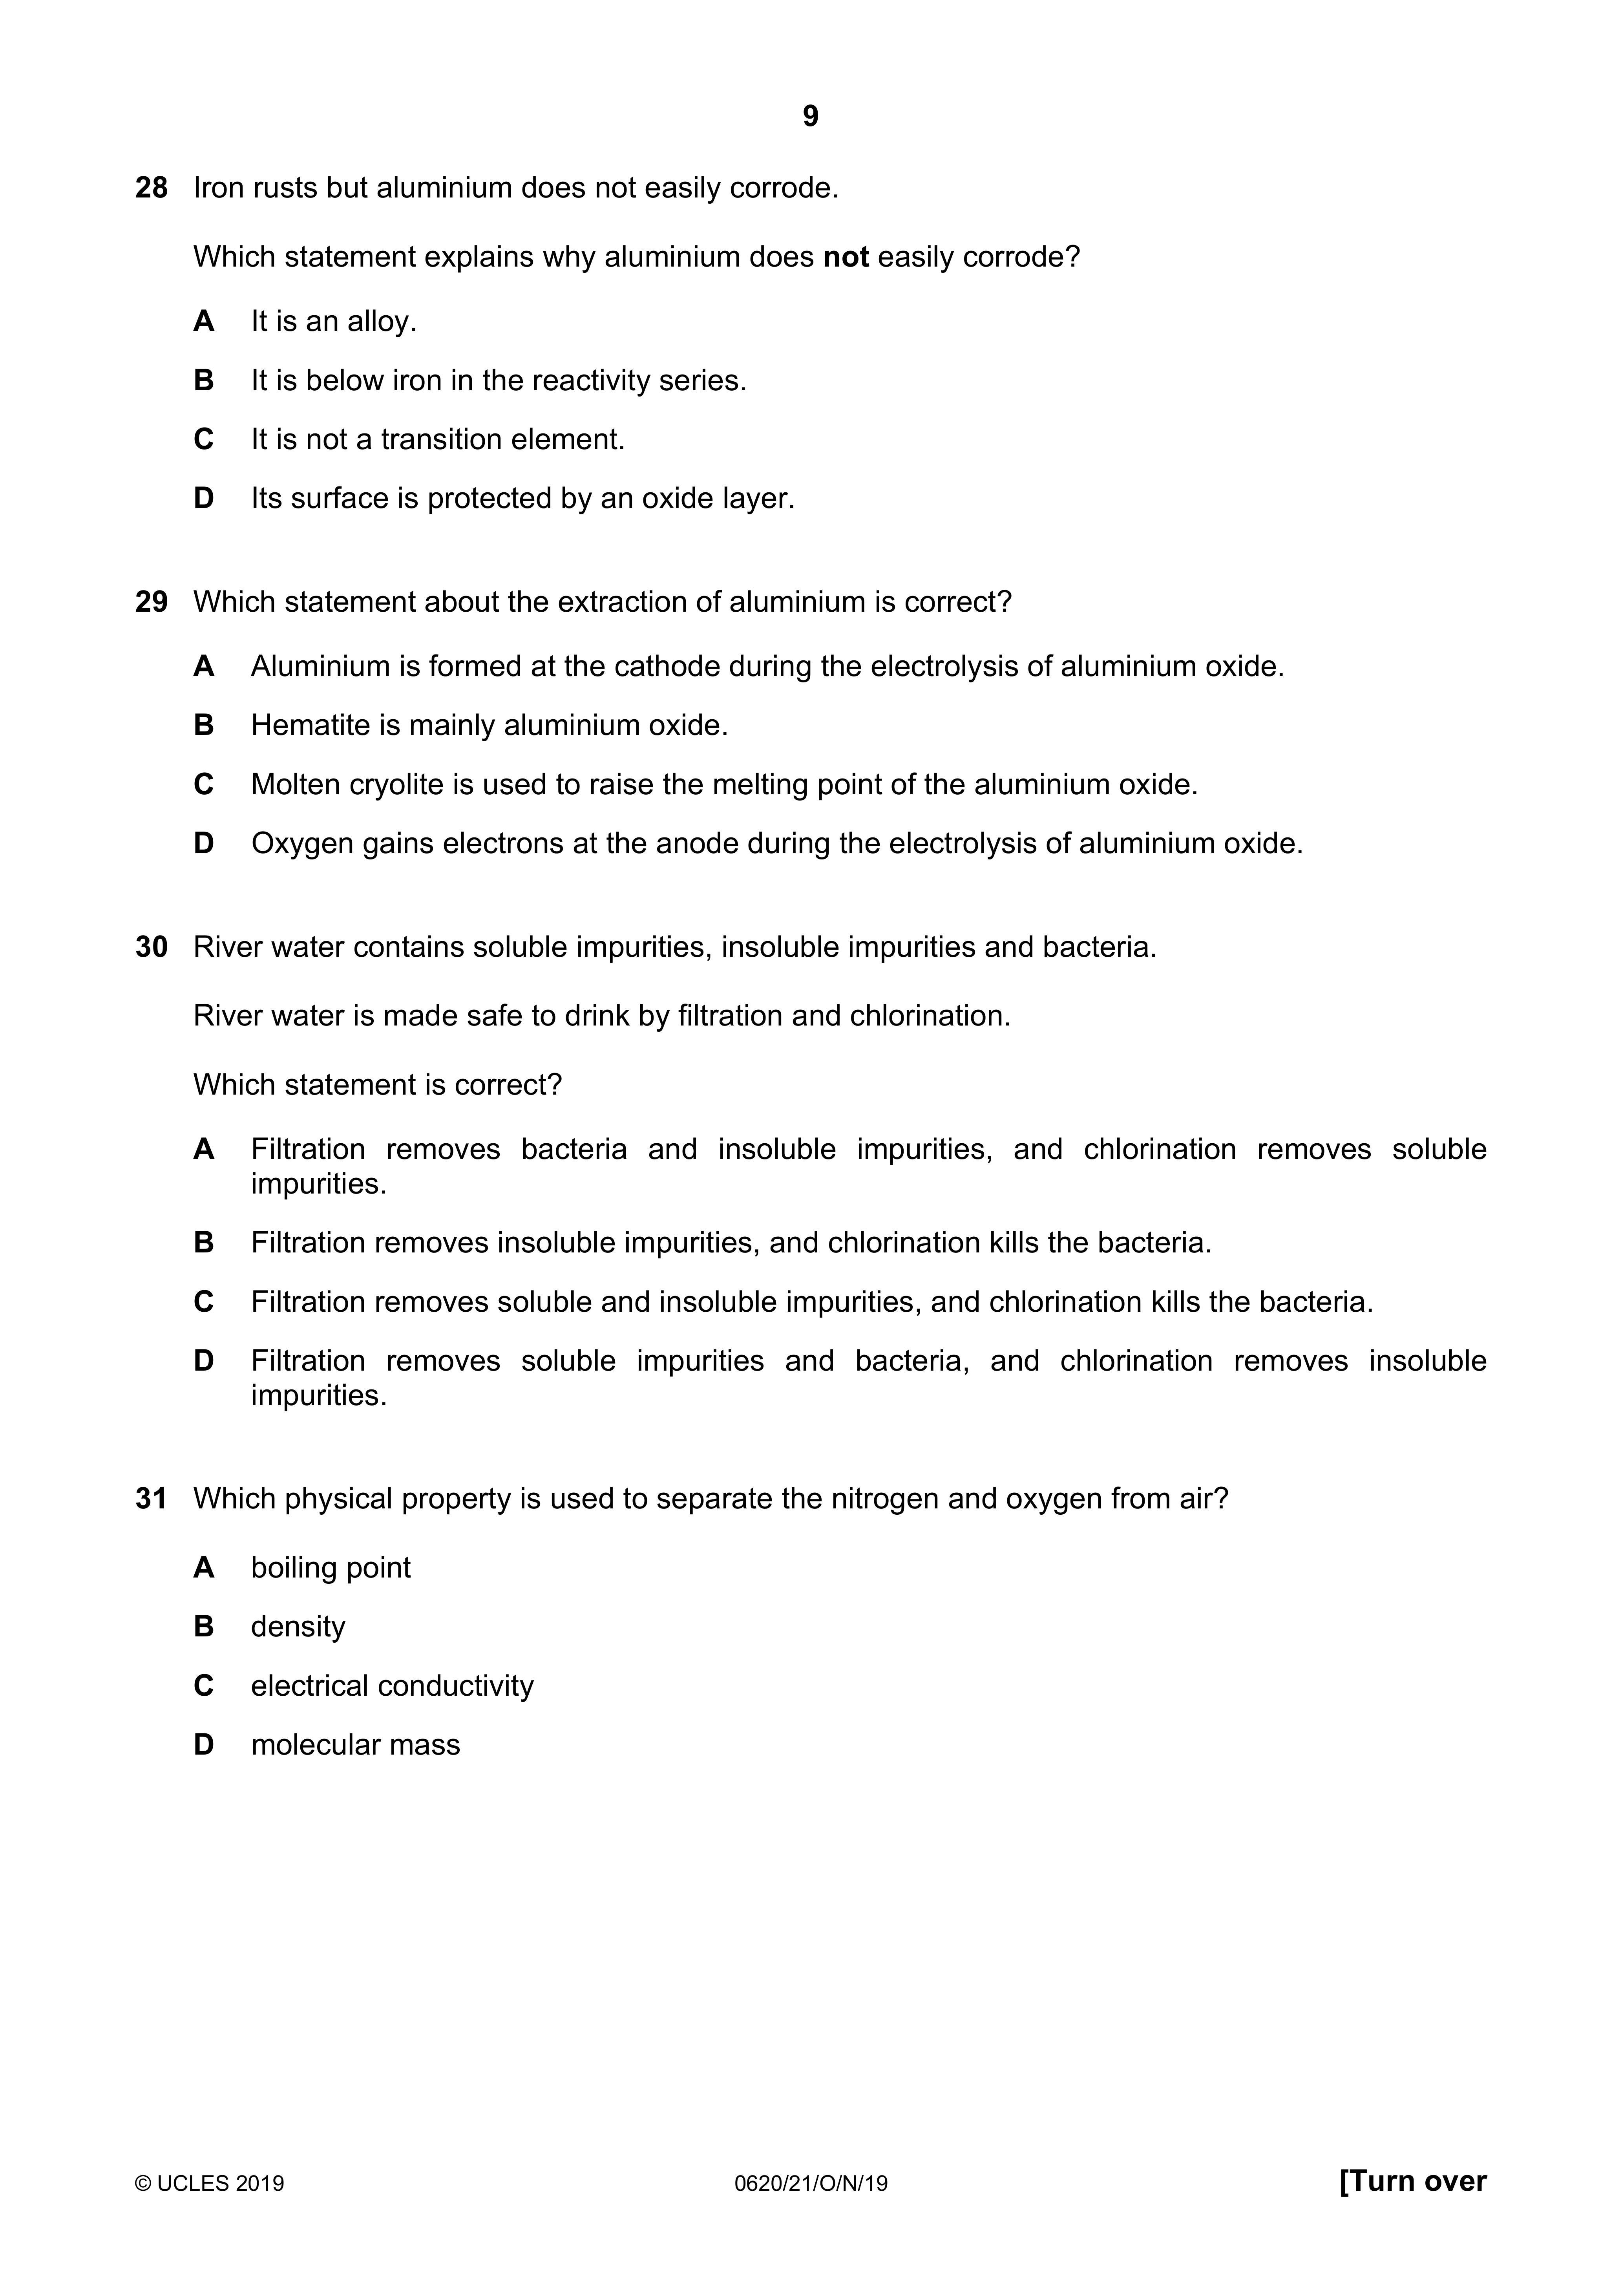 9
28 Iron rusts but aluminium does not easily corrode.
Which statement explains why aluminium does not easily corrode?
A It is an alloy.
B It is below iron in the reactivity series.
C It is not a transition element.
D Its surface is protected by an oxide layer.
29 Which statement about the extraction of aluminium is correct?
A Aluminium is formed at the cathode during the electrolysis of aluminium oxide.
B Hematite is mainly aluminium oxide.
C Molten cryolite is used to raise the melting point of the aluminium oxide.
D Oxygen gains electrons at the anode during the electrolysis of aluminium oxide.
30 River water contains soluble impurities, insoluble impurities and bacteria.
River water is made safe to drink by filtration and chlorination.
Which statement is correct?
A Filtration removes bacteria and insoluble impurities, and chlorination removes soluble
impurities.
B Filtration removes insoluble impurities, and chlorination kills the bacteria.
C Filtration removes soluble and insoluble impurities, and chlorination kills the bacteria.
D Filtration removes soluble impurities and bacteria, and chlorination removes insoluble
impurities.
31 Which physical property is used to separate the nitrogen and oxygen from air?
A boiling point
B density
C electrical conductivity
D molecular mass
© UCLES 2019 0620/21/O/N/19 [Turn over